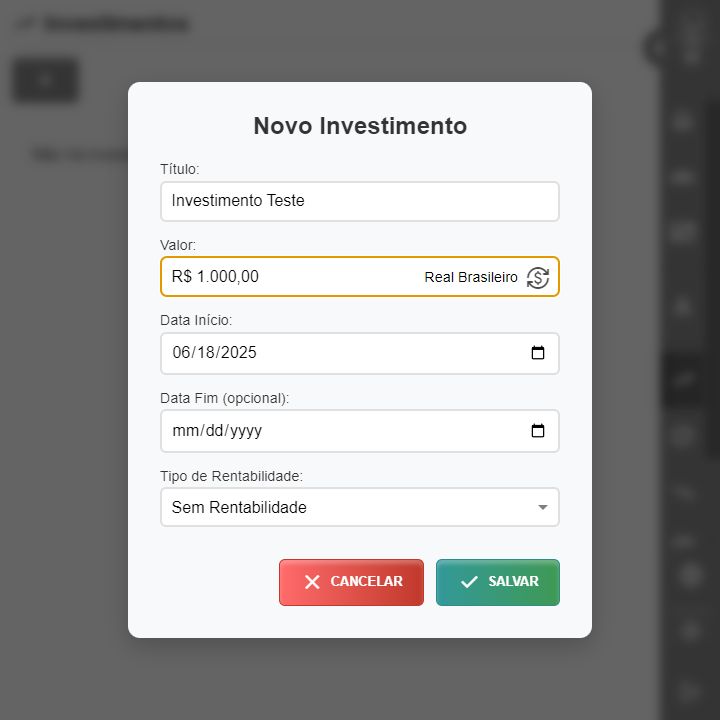 Investimentos
Novo Investimento
Título:
Investimento Teste
Valor:
R$ 1.000,00 Real Brasileiro
Data Início:
06/18/2025
Data Fim (opcional):
mm/dd/yyyy
Tipo de Rentabilidade:
Sem Rentabilidade
CANCELAR SALVAR